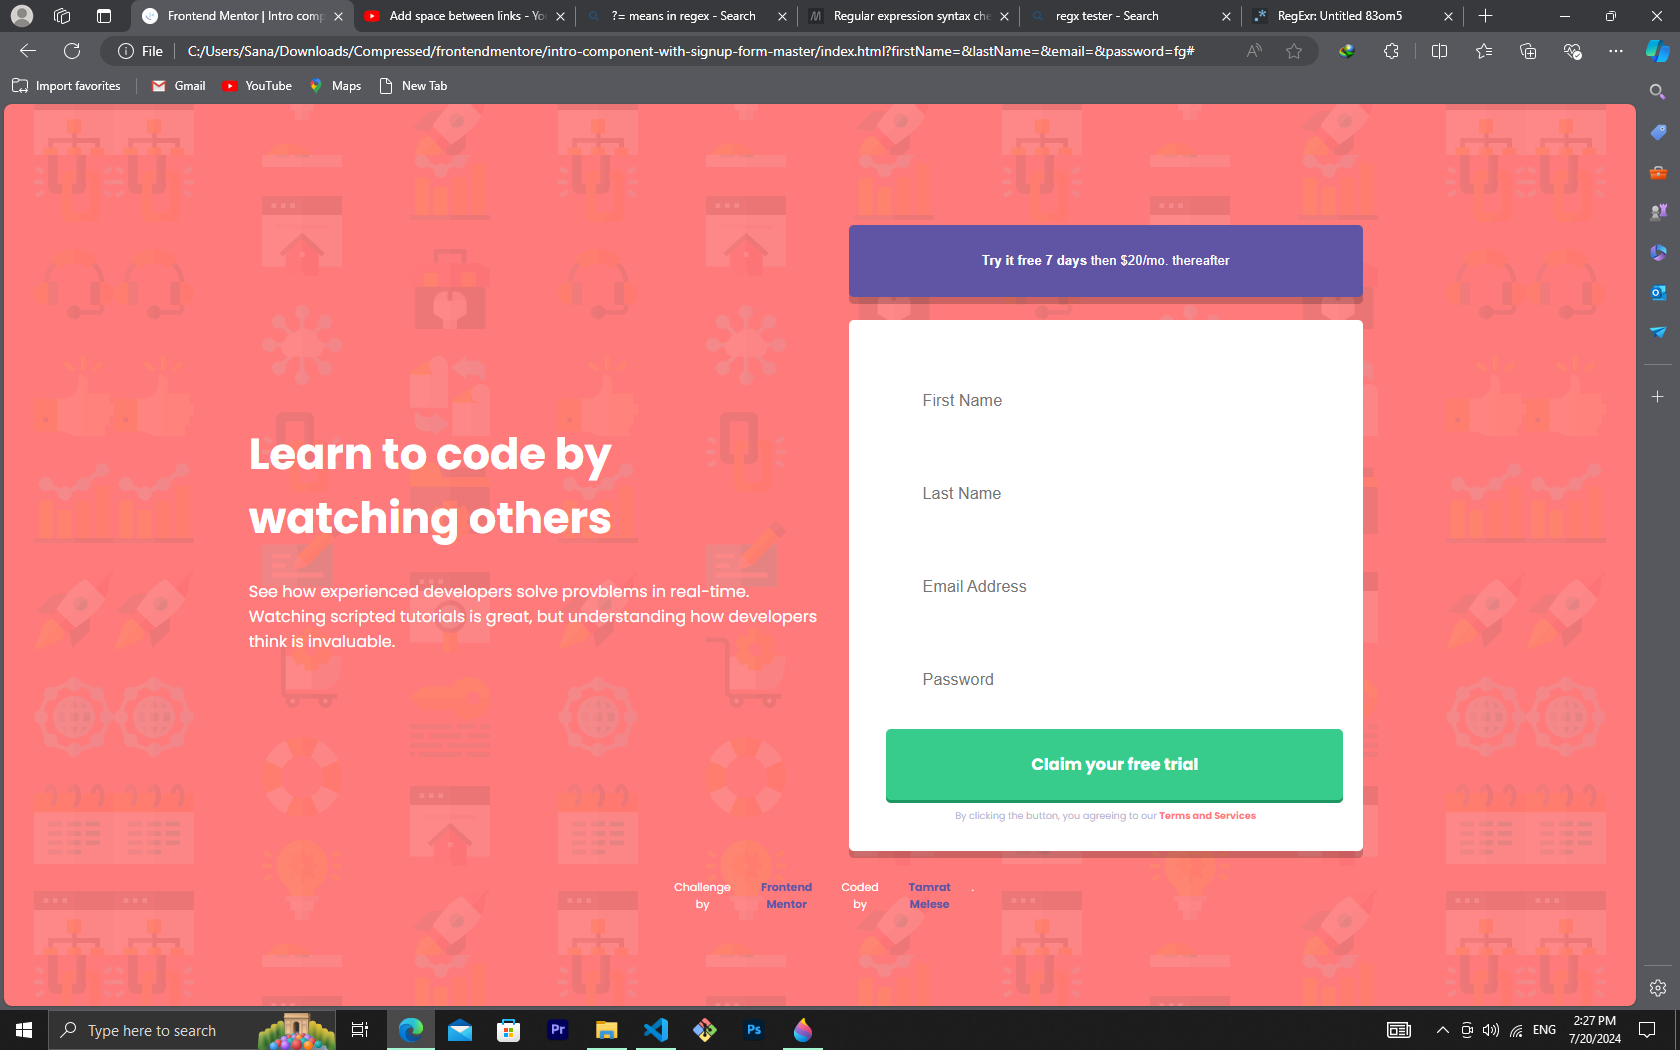 Frontend Mentor | Intro comp
Add space between links - Yo
?= means in regex - Search
Regular expression syntax che
regx tester - Search
RegExr: Untitled 83om5
File
C:/Users/Sana/Downloads/Compressed/frontendmentore/intro-component-with-signup-form-master/index.html?firstName=&lastName=&email=&password=fg#
Import favorites
Gmail
YouTube
Maps
New Tab
Try it free 7 days then $20/mo. thereafter
First Name
Last Name
Email Address
Password
Claim your free trial
By clicking the button, you agreeing to our Terms and Services
Learn to code by
watching others
See how experienced developers solve provblems in real-time.
Watching scripted tutorials is great, but understanding how developers
think is invaluable.
Challenge
by
Frontend
Mentor
Coded
by
Tamrat
Melese
.
Type here to search
Pr
Ps
ENG
2:27 PM
7/20/2024